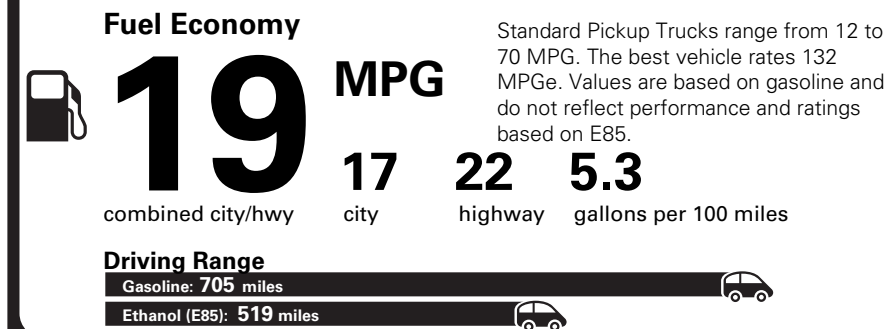 Fuel Economy
19 MPG
Standard Pickup Trucks range from 12 to
70 MPG. The best vehicle rates 132
MPGe. Values are based on gasoline and
do not reflect performance and ratings
based on E85.
17 22 5.3
combined city/hwy city highway gallons per 100 miles
Driving Range
Gasoline: 705 miles
Ethanol (E85): 519 miles